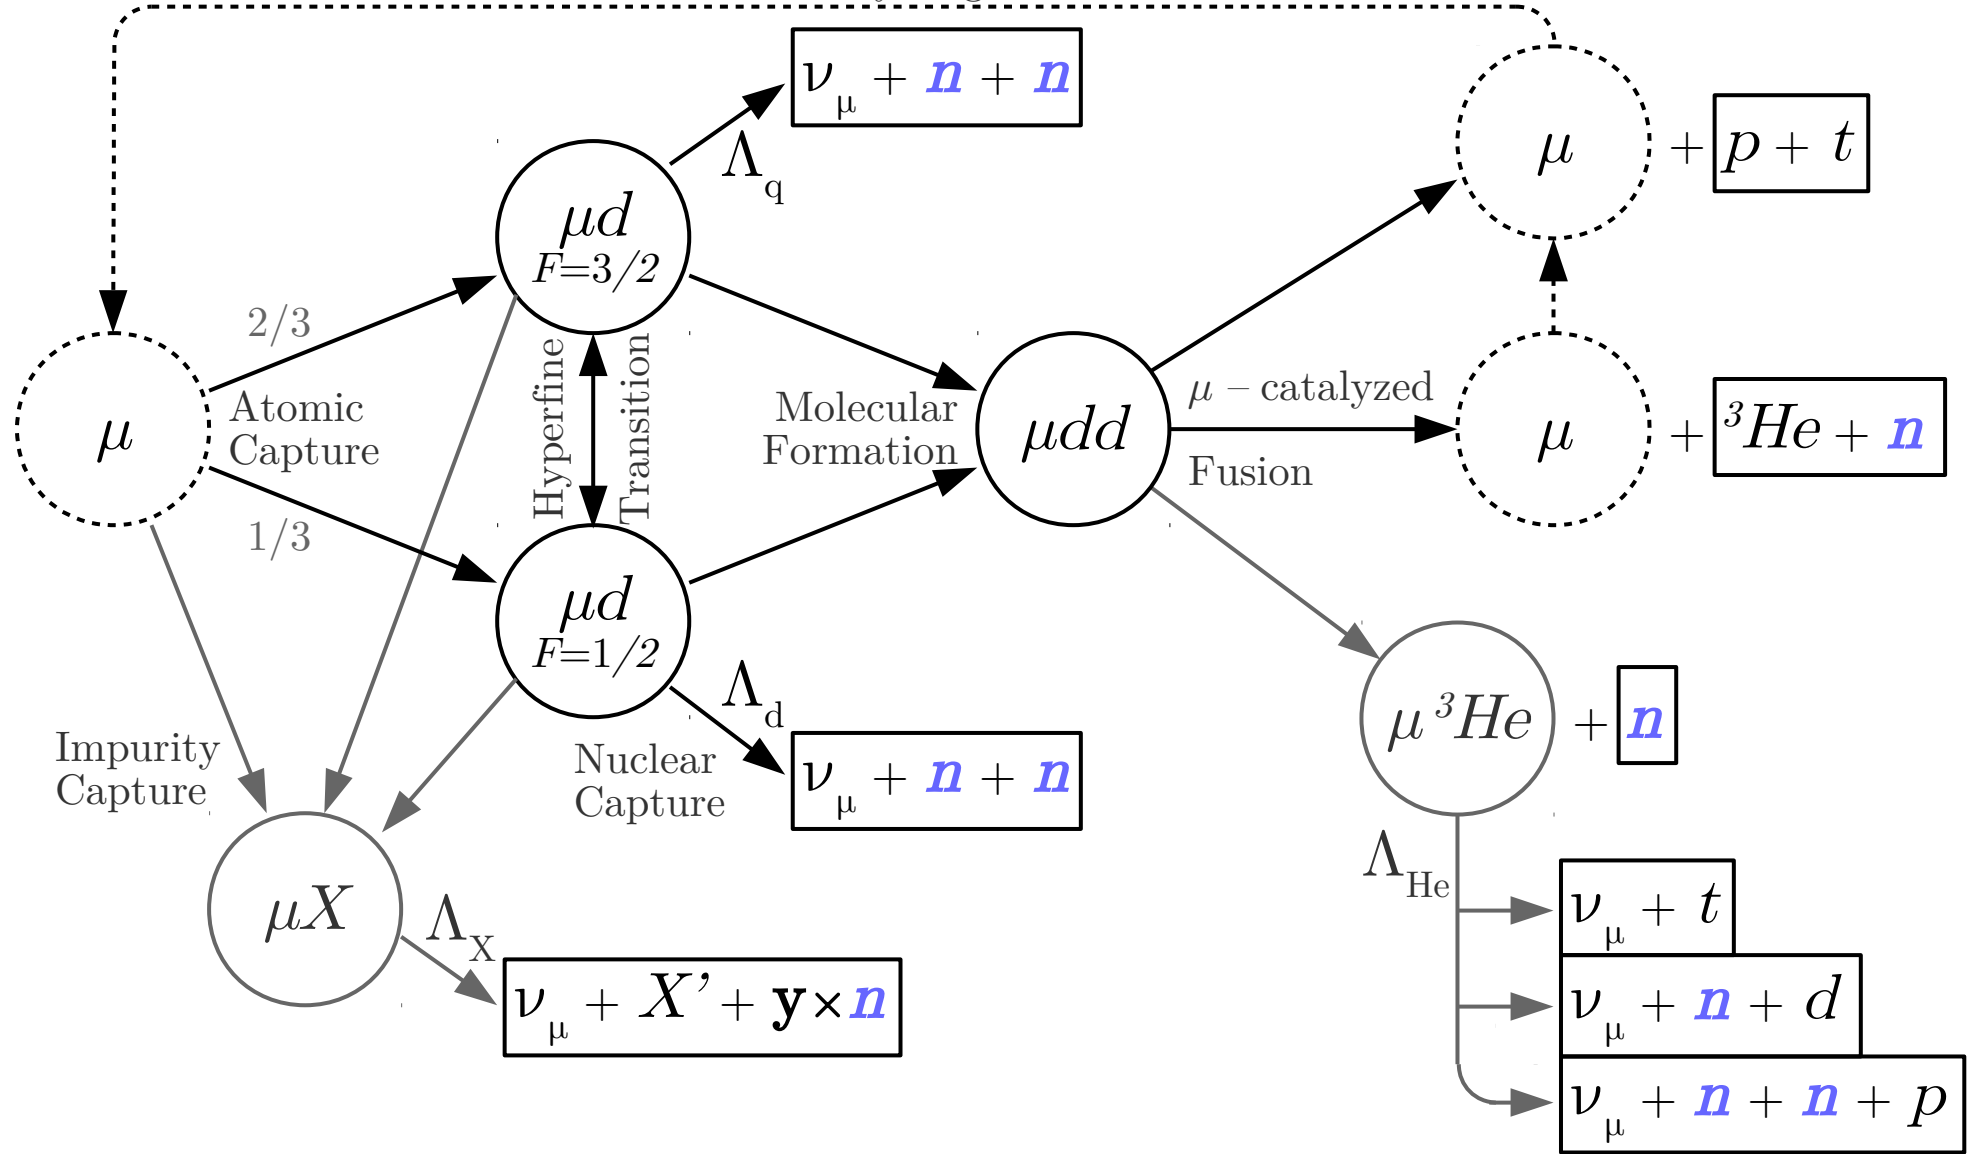 ν_μ + n + n
Λ_q
μ
+ p + t
μd
F=3/2
2/3
Atomic
Capture
μ
1/3
Hyperfine
Transition
Molecular
Formation
μdd
μ – catalyzed
Fusion
μ
+ ³He + n
μd
F=1/2
Λ_d
Nuclear
Capture
ν_μ + n + n
Impurity
Capture
μ³He
+ n
μX
Λ_X
ν_μ + X’ + y×n
Λ_He
ν_μ + t
ν_μ + n + d
ν_μ + n + n + p